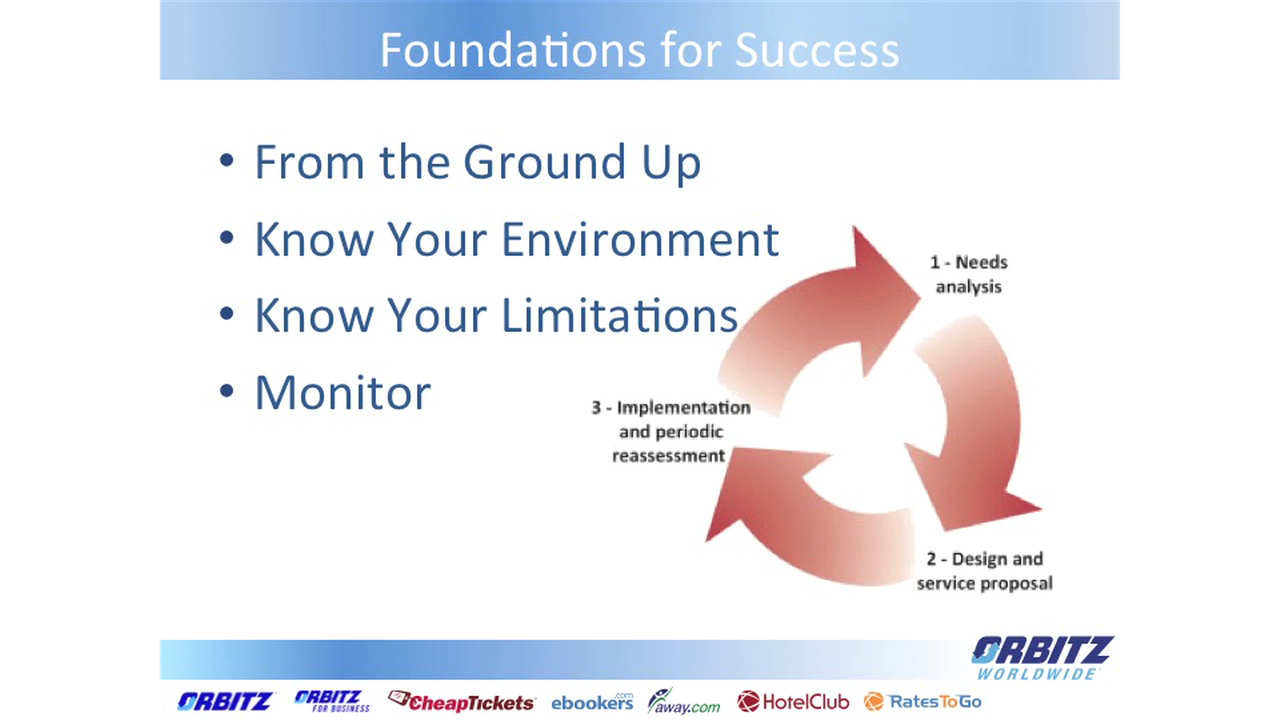 Foundations for Success
• From the Ground Up
• Know Your Environment
• Know Your Limitations
• Monitor
1 - Needs
analysis
3 - Implementation
and periodic
reassessment
2 - Design and
service proposal
ORBITZ
WORLDWIDE
ORBITZ
ORBITZ
FOR BUSINESS
CheapTickets
ebookers.com
away.com
HotelClub
RatesToGo